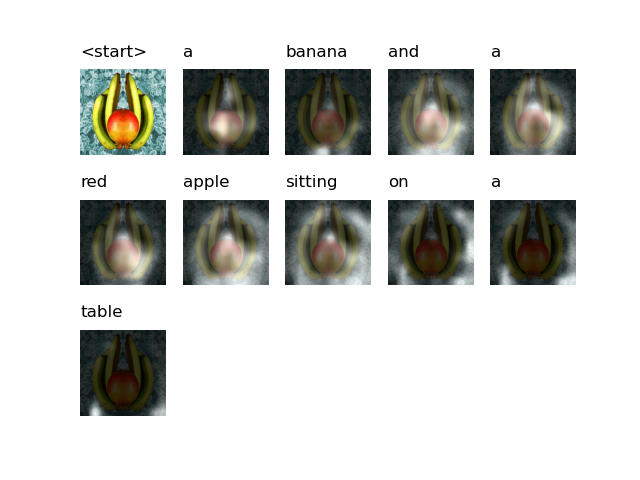 <start> a banana and a
red apple sitting on a
table